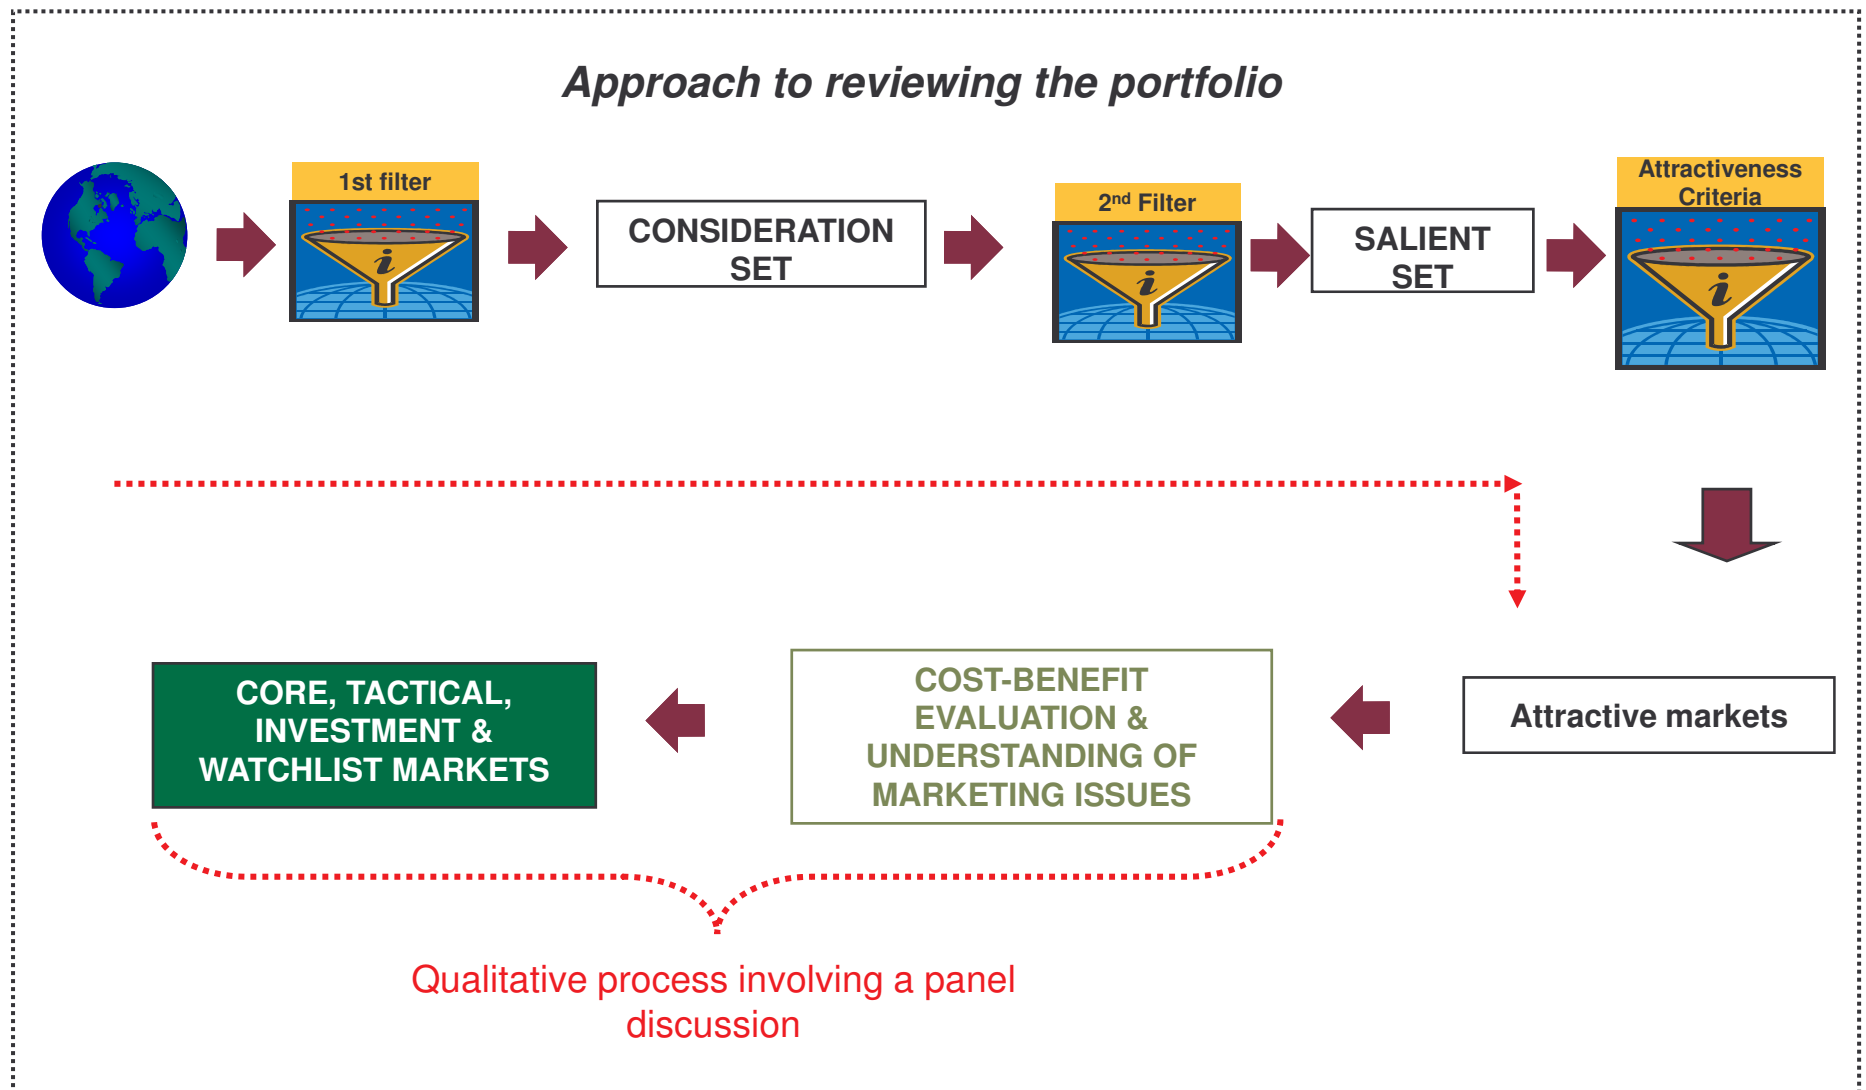 Approach to reviewing the portfolio
1st filter
i
CONSIDERATION
SET
2nd Filter
i
SALIENT
SET
Attractiveness
Criteria
i
Attractive markets
COST-BENEFIT
EVALUATION &
UNDERSTANDING OF
MARKETING ISSUES
CORE, TACTICAL,
INVESTMENT &
WATCHLIST MARKETS
Qualitative process involving a panel
discussion